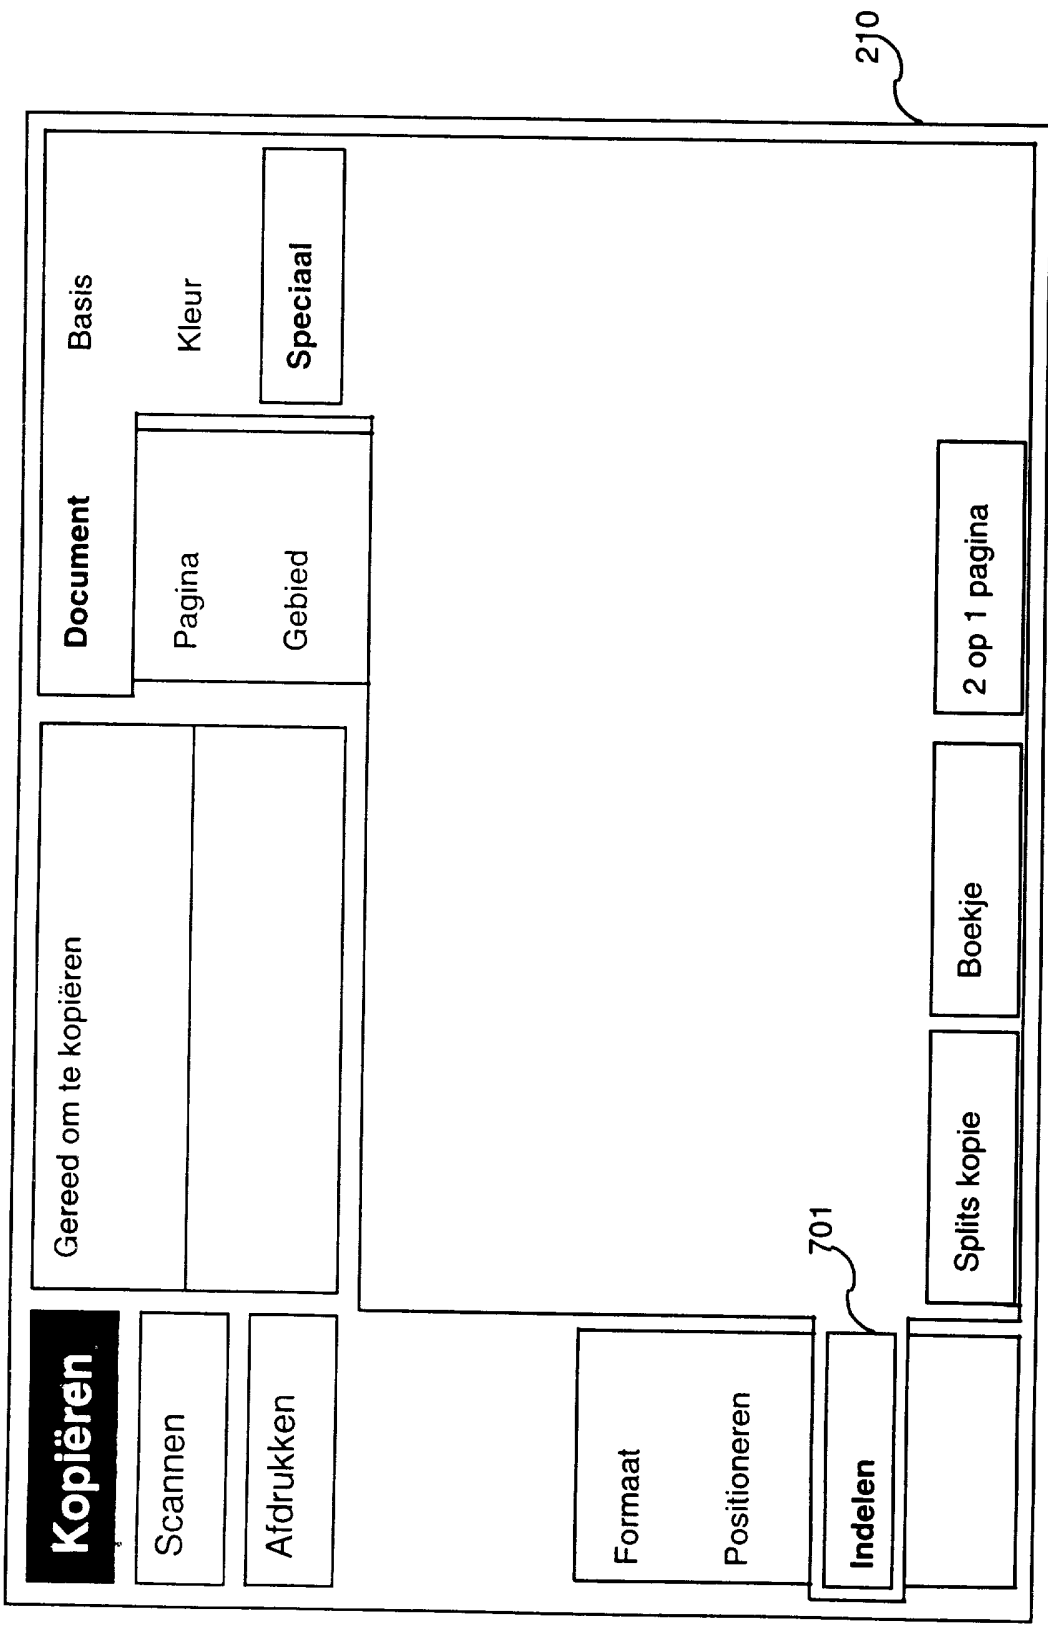 Kopiëren
Scannen
Afdrukken
Gereed om te kopiëren
Document
Pagina
Gebied
Basis
Kleur
Speciaal
Formaat
Positioneren
Indelen
Splits kopie
Boekje
2 op 1 pagina
701
210